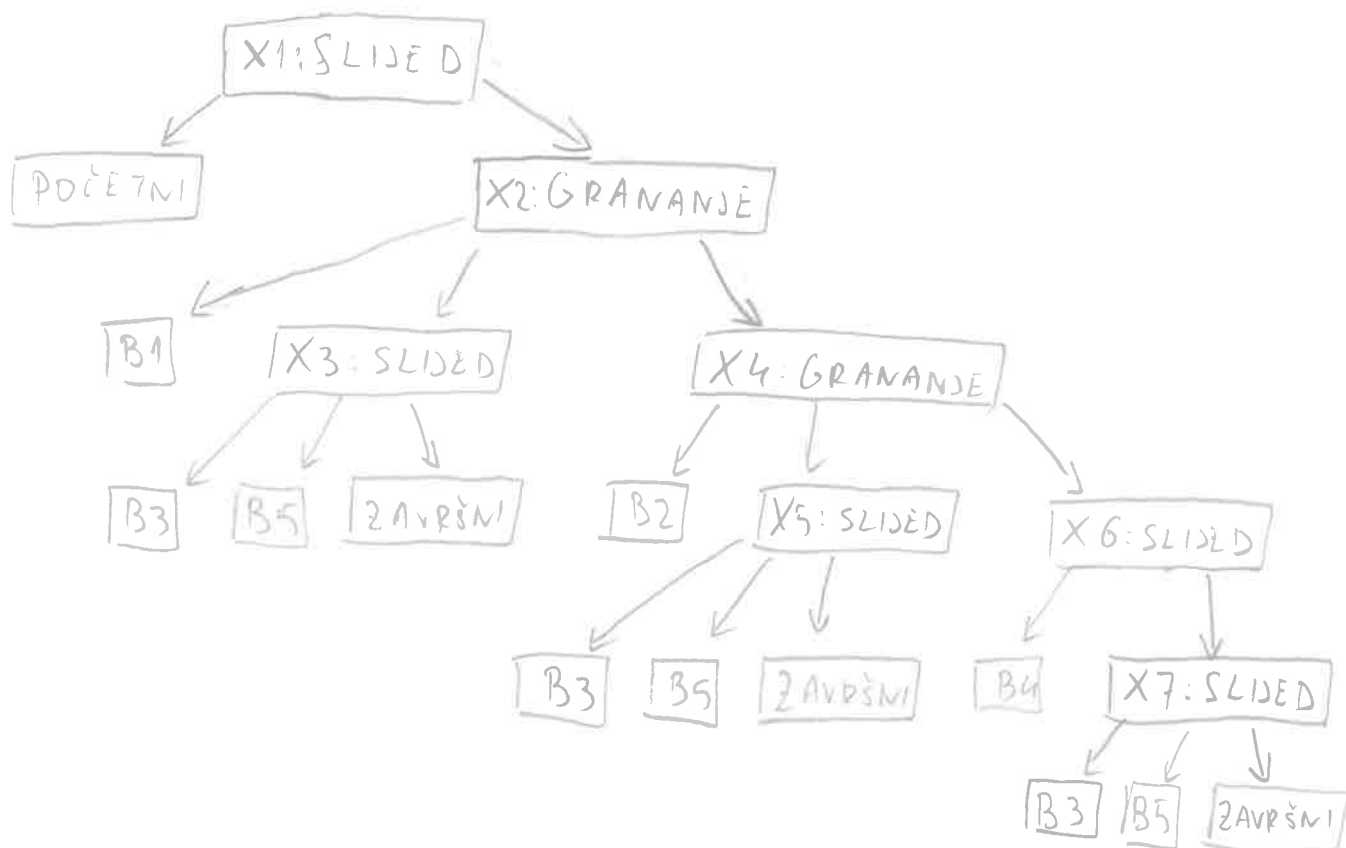 X1: SLIJED
POČETNI
X2: GRANANJE
B1
X3: SLIJED
X4: GRANANJE
B3
B5
ZAVRŠNI
B2
X5: SLIJED
X6: SLIJED
B3
B5
ZAVRŠNI
B4
X7: SLIJED
B3
B5
ZAVRŠNI